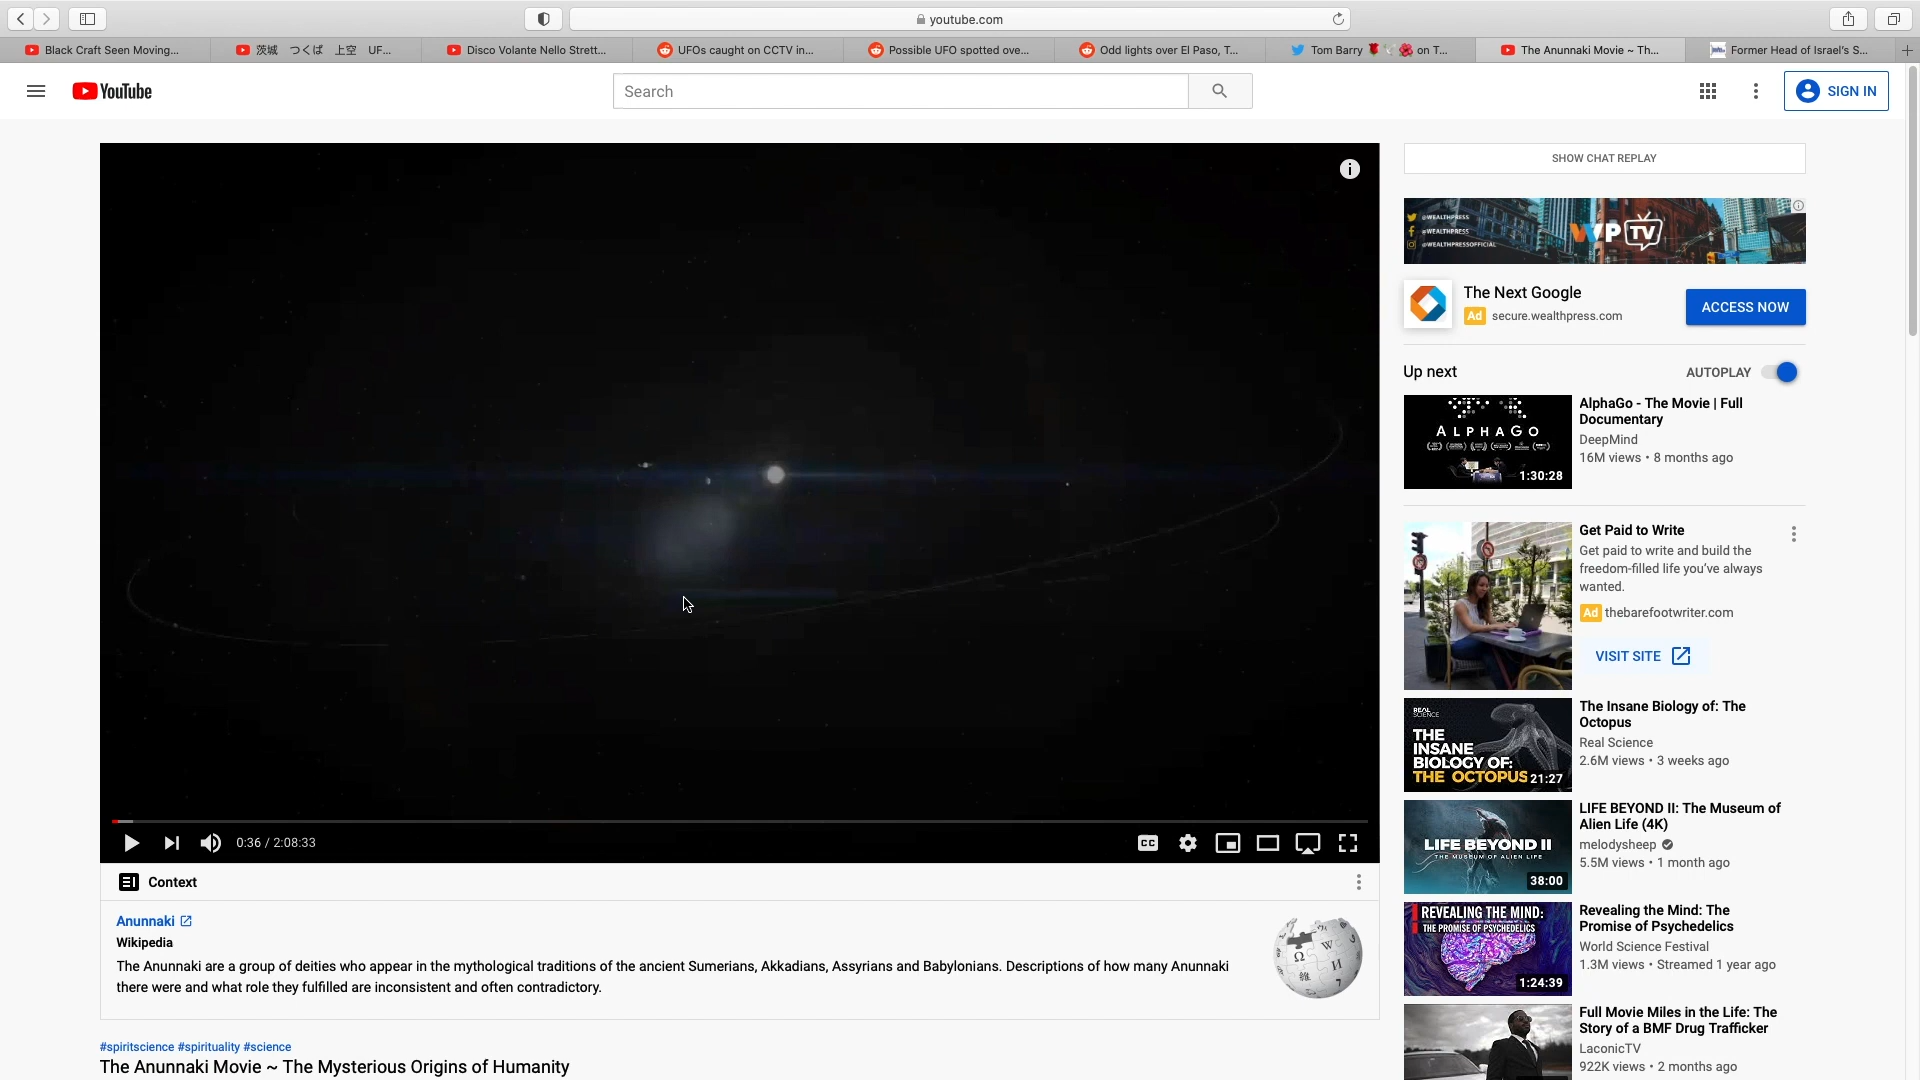 youtube.com
Black Craft Seen Moving...
茨城 つくば 上空 UF...
Disco Volante Nello Strett...
UFOs caught on CCTV in...
Possible UFO spotted ove...
Odd lights over El Paso, T...
Tom Barry 🌹🕊🌺 on T...
The Anunnaki Movie ~ Th...
Former Head of Israel's S...
YouTube
Search
SIGN IN
SHOW CHAT REPLAY
@WEALTHPRESS
@WEALTHPRESS
@WEALTHPRESSOFFICIAL
WP TV
The Next Google
Ad secure.wealthpress.com
ACCESS NOW
Up next
AUTOPLAY
ALPHAGO
1:30:28
AlphaGo - The Movie | Full
Documentary
DeepMind
16M views • 8 months ago
Get Paid to Write
Get paid to write and build the
freedom-filled life you've always
wanted.
Ad thebarefootwriter.com
VISIT SITE
REAL
SCIENCE
THE
INSANE
BIOLOGY OF:
THE OCTOPUS
21:27
The Insane Biology of: The
Octopus
Real Science
2.6M views • 3 weeks ago
LIFE BEYOND II
THE MUSEUM OF ALIEN LIFE
38:00
LIFE BEYOND II: The Museum of
Alien Life (4K)
melodysheep
5.5M views • 1 month ago
REVEALING THE MIND:
THE PROMISE OF PSYCHEDELICS
1:24:39
Revealing the Mind: The
Promise of Psychedelics
World Science Festival
1.3M views • Streamed 1 year ago
Full Movie Miles in the Life: The
Story of a BMF Drug Trafficker
LaconicTV
922K views • 2 months ago
0:36 / 2:08:33
CC
Context
Anunnaki
Wikipedia
The Anunnaki are a group of deities who appear in the mythological traditions of the ancient Sumerians, Akkadians, Assyrians and Babylonians. Descriptions of how many Anunnaki
there were and what role they fulfilled are inconsistent and often contradictory.
#spiritscience #spirituality #science
The Anunnaki Movie ~ The Mysterious Origins of Humanity